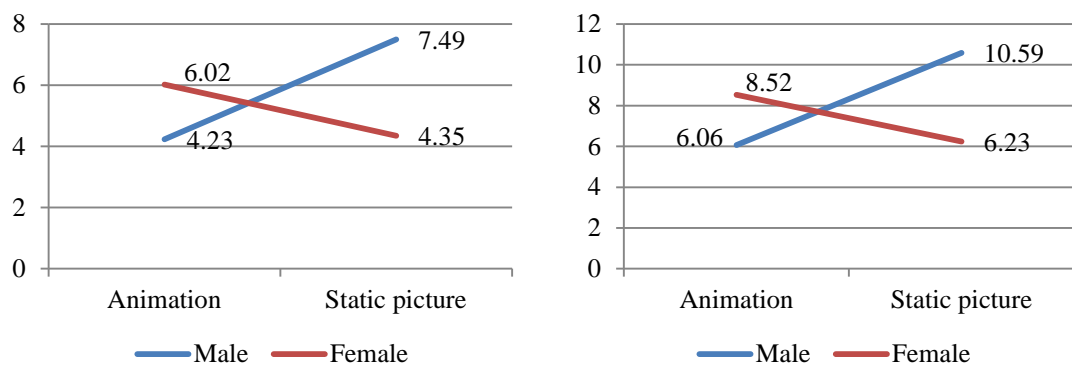 8
7.49
6.02
6
4.23
4.35
4
2
0
Animation
Static picture
Male
Female
12
10.59
10
8.52
8
6.06
6.23
6
4
2
0
Animation
Static picture
Male
Female